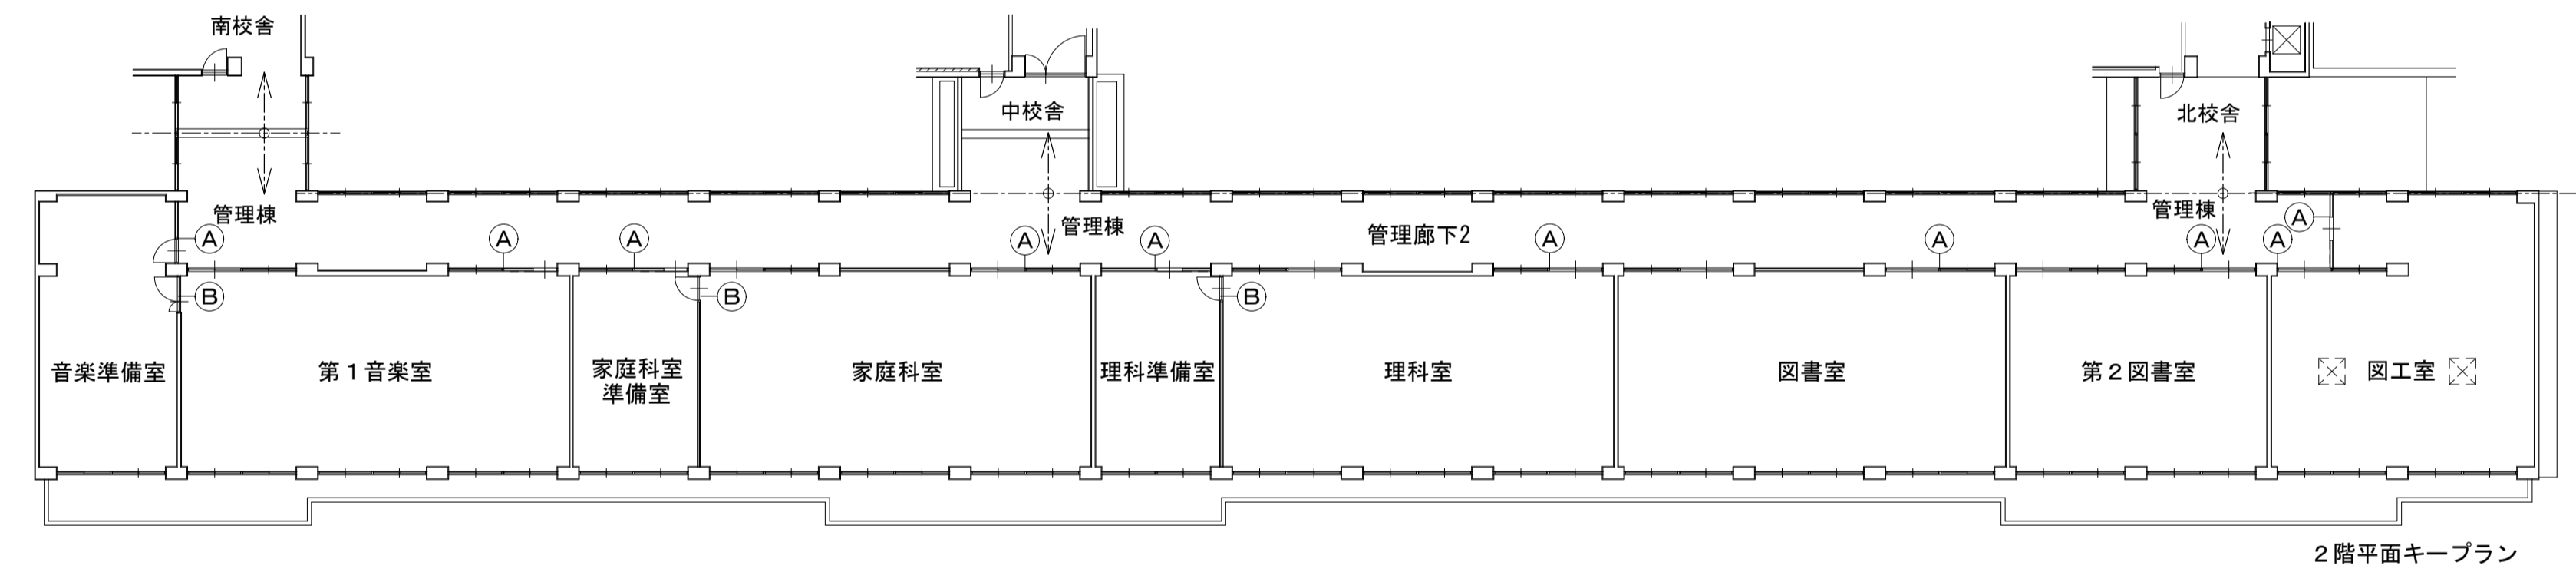 南校舎
中校舎
北校舎
管理棟
管理棟
管理廊下2
管理棟
Ⓐ
Ⓐ
Ⓐ
Ⓐ
Ⓐ
Ⓐ
Ⓐ
Ⓐ
Ⓐ
Ⓐ
Ⓑ
Ⓑ
Ⓑ
音楽準備室
第1音楽室
家庭科室
準備室
家庭科室
理科準備室
理科室
図書室
第2図書室
図工室
2階平面キープラン